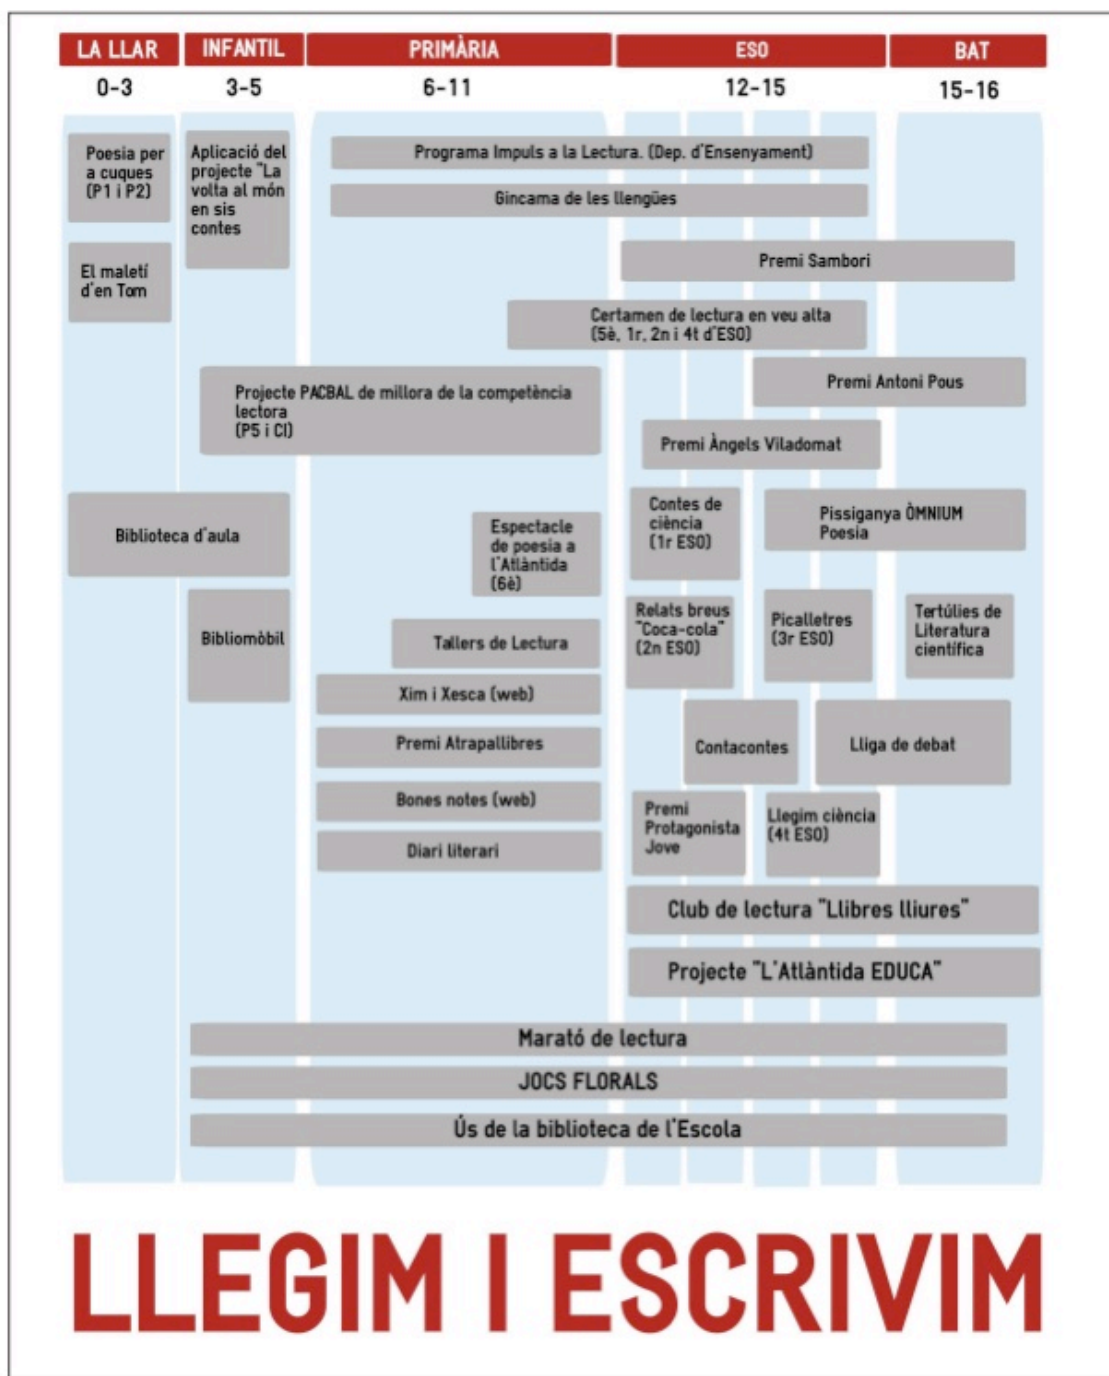 LA LLAR
INFANTIL
PRIMÀRIA
ESO
BAT
0-3
3-5
6-11
12-15
15-16
Poesia per
a cuques
(P1 i P2)
Aplicació del
projecte "La
volta al món
en sis
contes
Programa Impuls a la Lectura. (Dep. d'Ensenyament)
Gincama de les llengües
El maletí
d'en Tom
Premi Sambori
Certamen de lectura en veu alta
(5è, 1r, 2n i 4t d'ESO)
Projecte PACBAL de millora de la competència
lectora
(P5 i CI)
Premi Antoni Pous
Premi Àngels Viladomat
Biblioteca d'aula
Espectacle
de poesia a
l'Atlàntida
(6è)
Contes de
ciència
(1r ESO)
Pissiganya ÒMNIUM
Poesia
Bibliomòbil
Tallers de Lectura
Relats breus
"Coca-cola"
(2n ESO)
Picalletres
(3r ESO)
Tertúlies de
Literatura
científica
Xim i Xesca (web)
Premi Atrapallibres
Contacontes
Lliga de debat
Bones notes (web)
Diari literari
Premi
Protagonista
Jove
Llegim ciència
(4t ESO)
Club de lectura "Llibres lliures"
Projecte "L'Atlàntida EDUCA"
Marató de lectura
JOCS FLORALS
Ús de la biblioteca de l'Escola
LLEGIM I ESCRIVIM